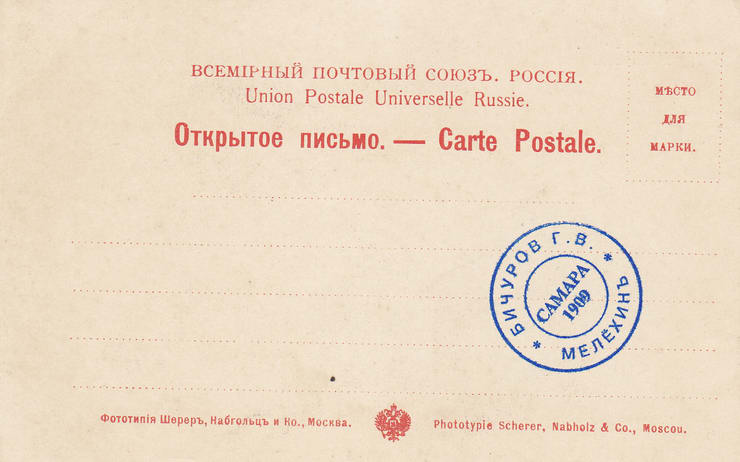 ВСЕМІРНЫЙ ПОЧТОВЫЙ СОЮЗЪ. РОССІЯ.
Union Postale Universelle Russie.
Открытое письмо. — Carte Postale.
МѢСТО
ДЛЯ
МАРКИ.
* БИЧУРОВ Г. В. *
МЕЛЁХИНЪ
САМАРА
1909
Фототипія Шереръ, Набгольцъ и Ко., Москва.
Phototypie Scherer, Nabholz & Co., Moscou.